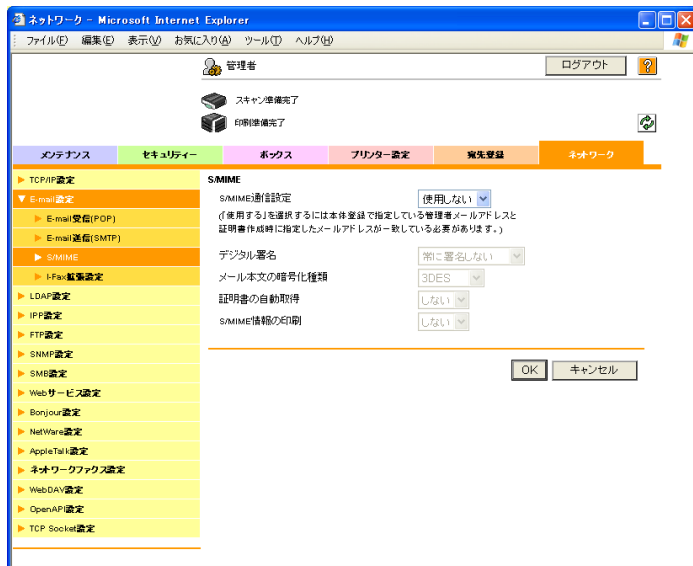 ネットワーク - Microsoft Internet Explorer
ファイル(F) 編集(E) 表示(V) お気に入り(A) ツール(T) ヘルプ(H)
管理者
ログアウト
?
スキャン準備完了
印刷準備完了
メンテナンス セキュリティー ボックス プリンター設定 宛先登録 ネットワーク
TCP/IP設定
E-mail設定
E-mail受信(POP)
E-mail送信(SMTP)
S/MIME
I-Fax拡張設定
LDAP設定
IPP設定
FTP設定
SNMP設定
SMB設定
Webサービス設定
Bonjour設定
NetWare設定
AppleTalk設定
ネットワークファクス設定
WebDAV設定
OpenAPI設定
TCP Socket設定
S/MIME
S/MIME通信設定 使用しない
(「使用する」を選択するには本体登録で指定している管理者メールアドレスと
証明書作成時に指定したメールアドレスが一致している必要があります。)
デジタル署名 常に署名しない
メール本文の暗号化種類 3DES
証明書の自動取得 しない
S/MIME情報の印刷 しない
OK キャンセル